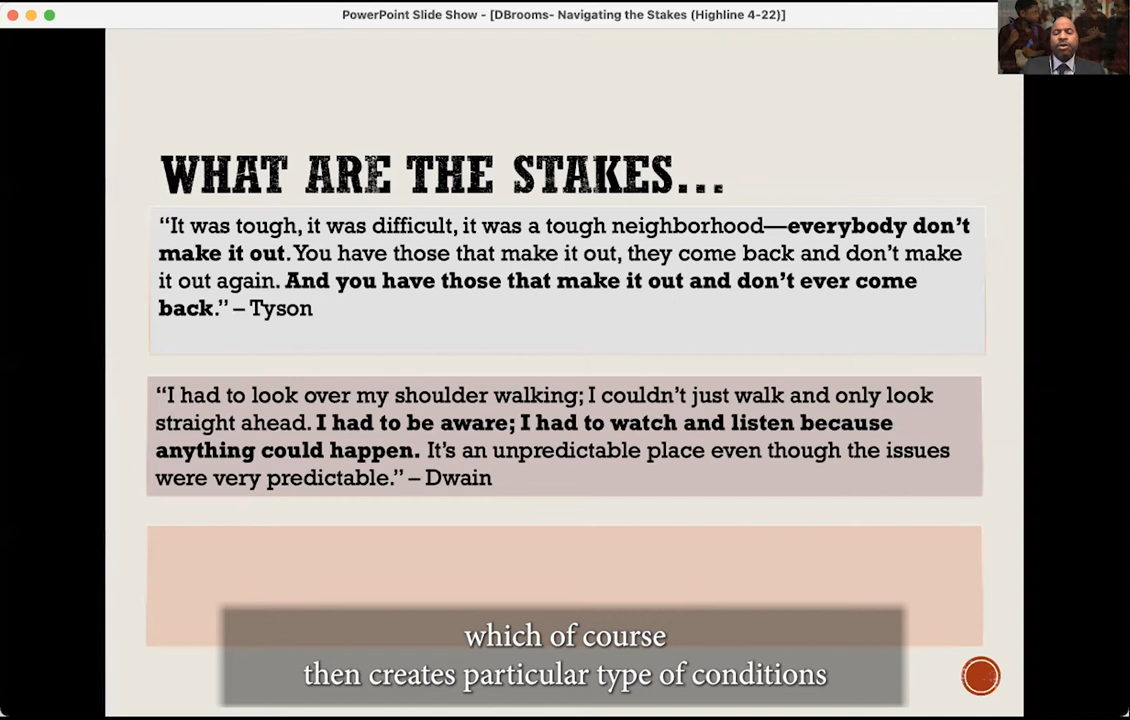 PowerPoint Slide Show - [DBrooms- Navigating the Stakes (Highline 4-22)]
WHAT ARE THE STAKES...
“It was tough, it was difficult, it was a tough neighborhood—everybody don’t
make it out. You have those that make it out, they come back and don’t make
it out again. And you have those that make it out and don’t ever come
back.” – Tyson
“I had to look over my shoulder walking; I couldn’t just walk and only look
straight ahead. I had to be aware; I had to watch and listen because
anything could happen. It’s an unpredictable place even though the issues
were very predictable.” – Dwain
which of course
then creates particular type of conditions